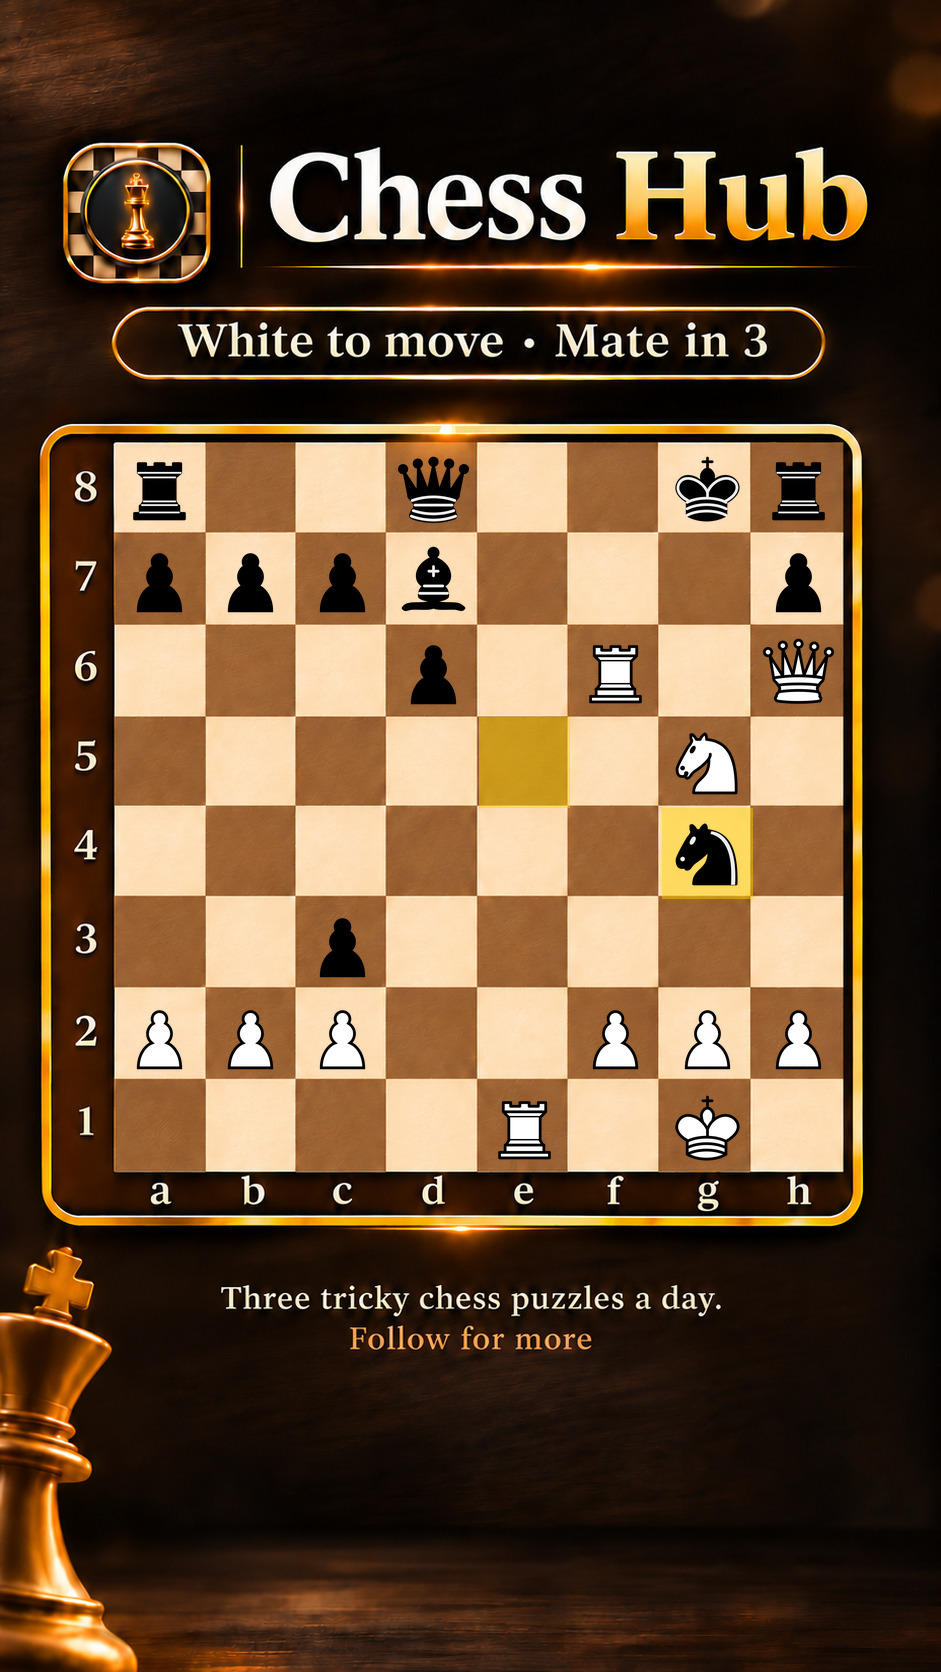 Chess Hub
White to move • Mate in 3
8
7
6
5
4
3
2
1
a b c d e f g h
Three tricky chess puzzles a day.
Follow for more